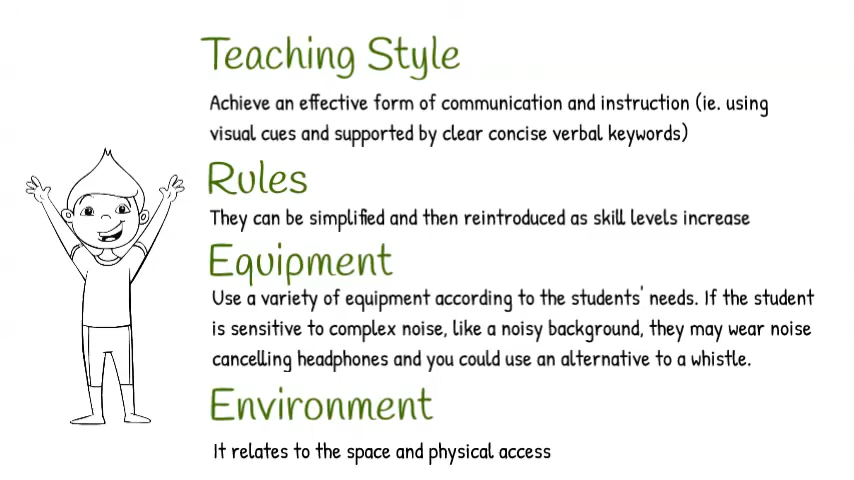 Teaching Style
Achieve an effective form of communication and instruction (ie. using
visual cues and supported by clear concise verbal keywords)
Rules
They can be simplified and then reintroduced as skill levels increase
Equipment
Use a variety of equipment according to the students' needs. If the student
is sensitive to complex noise, like a noisy background, they may wear noise
cancelling headphones and you could use an alternative to a whistle.
Environment
It relates to the space and physical access